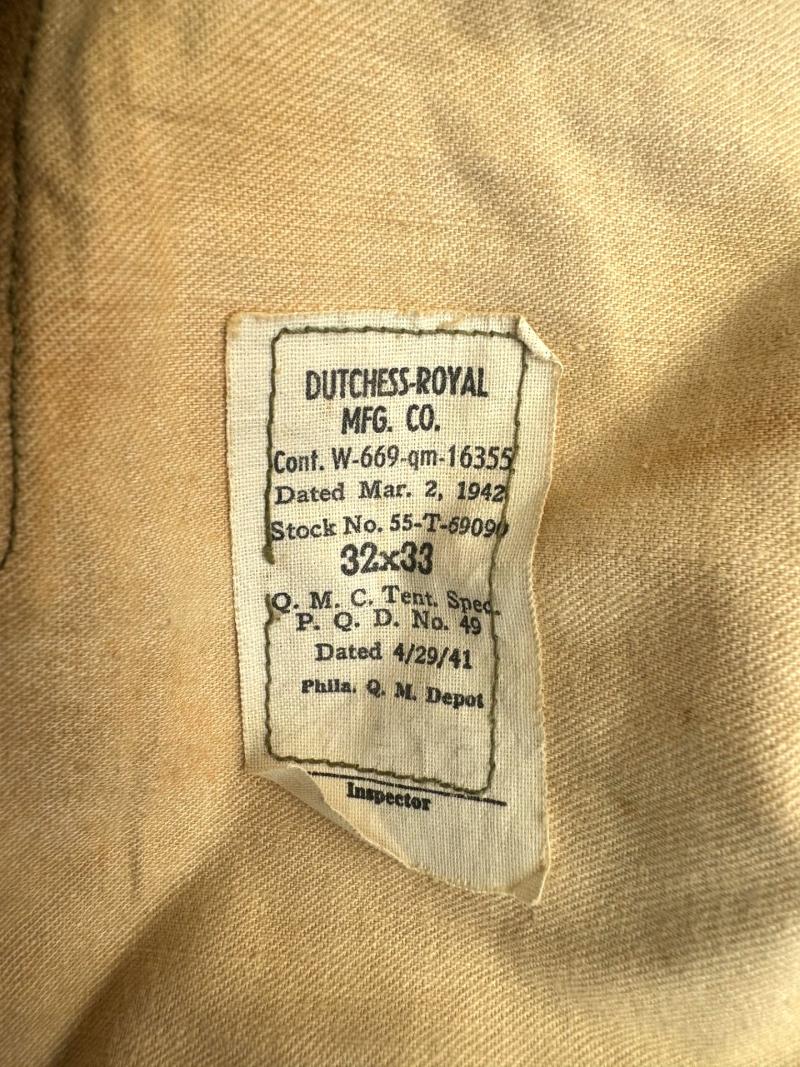 DUTCHESS-ROYAL
MFG. CO.
Cont. W-669-qm-16355
Dated Mar. 2, 1942
Stock No. 55-T-69090
32x33
Q. M. C. Tent. Spec.
P. Q. D. No. 49
Dated 4/29/41
Phila. Q. M. Depot
Inspector